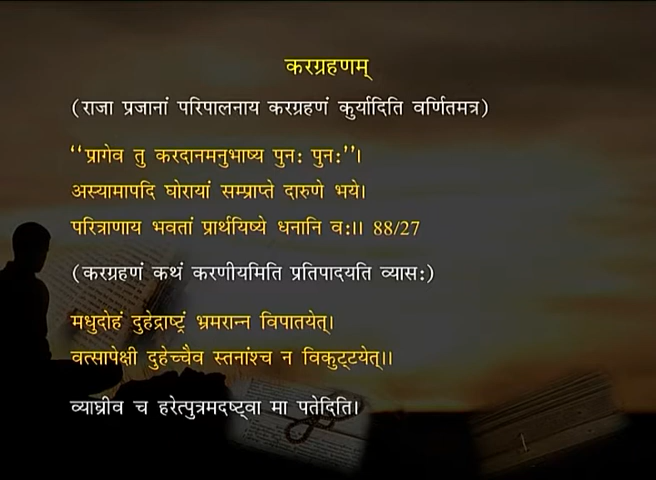 करग्रहणम्
(राजा प्रजानां परिपालनाय करग्रहणं कुर्यादिति वर्णितमत्र)
‘‘प्रागेव तु करदानमनुभाष्य पुनः पुनः’’।
अस्यामापदि घोरायां सम्प्राप्ते दारुणे भये।
परित्राणाय भवतां प्रार्थयिष्ये धनानि वः।। 88/27
(करग्रहणं कथं करणीयमिति प्रतिपादयति व्यासः)
मधुदोहं दुहेद्राष्ट्रं भ्रमरान्न विपातयेत्।
वत्सापेक्षी दुहेच्चैव स्तनांश्च न विकुट्टयेत्।।
व्याघ्रीव च हरेत्पुत्रमदष्ट्वा मा पतेदिति।